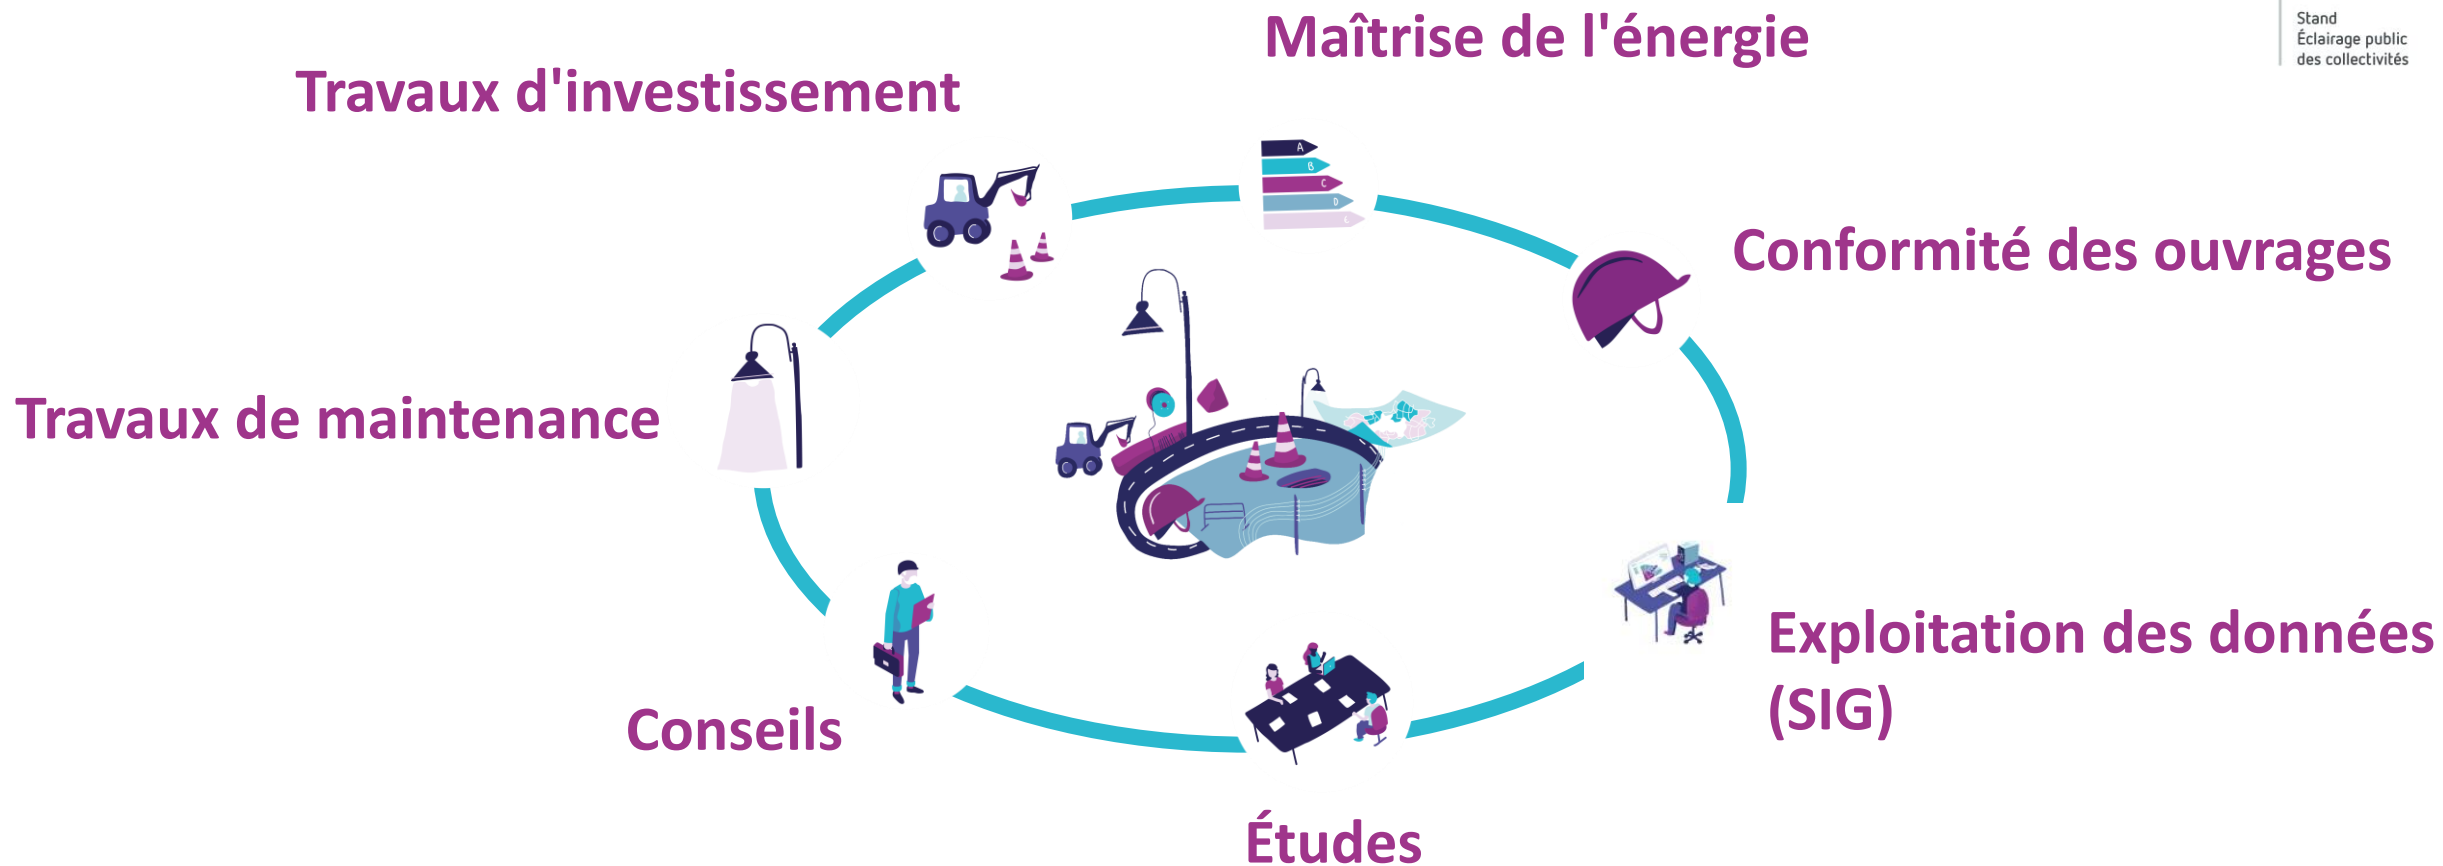 Stand
Éclairage public
des collectivités
Maîtrise de l'énergie
Travaux d'investissement
A
B
C
D
Conformité des ouvrages
Travaux de maintenance
Exploitation des données
(SIG)
Conseils
Études